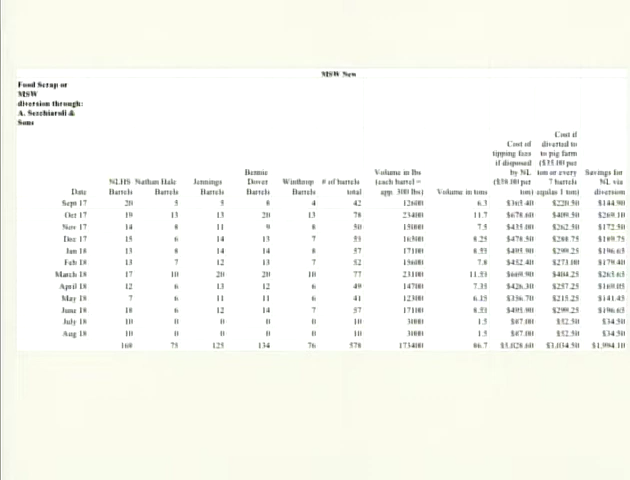 MSW New
Food Scrap or
MSW
diversion through:
A. Secchiaroli &
Sons
Cost if
Cost of diverted to
tipping fees to pig farm
Bennie if disposed ($35.00 per
Volume in lbs by NL ton or every Savings for
NLHS Nathan Hale Jennings Dover Winthrop # of barrels (each barrel = ($58.00 per 7 barrels NL via
Date Barrels Barrels Barrels Barrels Barrels total app. 300 lbs) Volume in tons ton) equals 1 ton) diversion
Sept 17 20 5 5 8 4 42 12600 6.3 $365.40 $220.50 $144.90
Oct 17 19 13 13 20 13 78 23400 11.7 $678.60 $409.50 $269.10
Nov 17 14 8 11 50 15000 7.5 $435.00 $262.50 $172.50
Dec 17 15 6 14 13 7 55 16500 8.25 $478.50 $288.75 $189.75
Jan 18 13 8 14 14 57 17100 8.55 $495.90 $299.25 $196.65
Feb 18 13 7 12 13 7 52 15600 7.8 $452.40 $273.00 $179.40
March 18 17 10 20 20 10 77 23100 11.55 $669.90 $404.25 $265.65
April 18 12 6 13 12 6 49 14700 7.35 $426.30 $257.25 $169.05
May 18 7 6 11 11 6 41 12300 6.15 $356.70 $215.25 $141.45
June 18 18 6 12 14 7 57 17100 8.55 $495.90 $299.25 $196.65
July 18 10 0 0 0 0 10 3000 1.5 $87.00 $52.50 $34.50
Aug 18 10 0 0 0 0 10 3000 1.5 $87.00 $52.50 $34.50
168 75 125 134 76 578 173400 86.7 $5,028.60 $3,034.50 $1,994.10